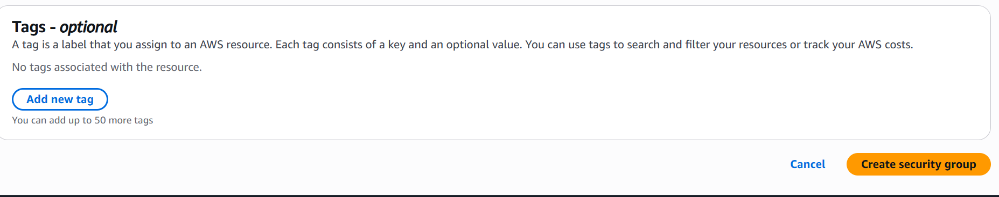 Tags - optional
A tag is a label that you assign to an AWS resource. Each tag consists of a key and an optional value. You can use tags to search and filter your resources or track your AWS costs.
No tags associated with the resource.
Add new tag
You can add up to 50 more tags
Cancel
Create security group